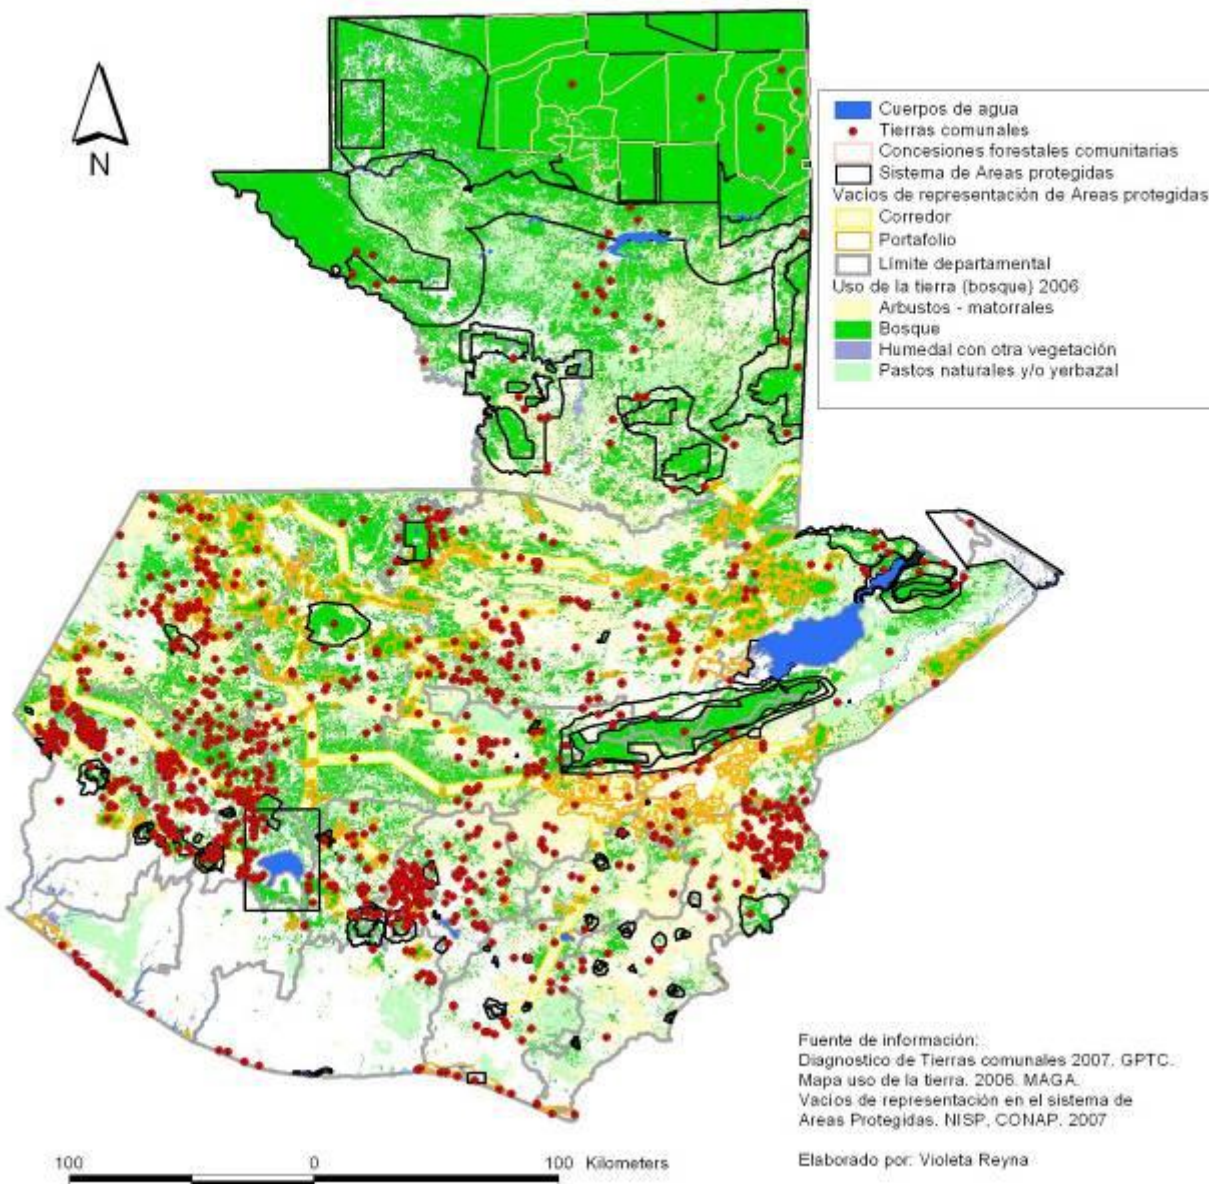 N
Cuerpos de agua
Tierras comunales
Concesiones forestales comunitarias
Sistema de Areas protegidas
Vacios de representación de Areas protegidas
Corredor
Portafolio
Límite departamental
Uso de la tierra (bosque) 2006
Arbustos - matorrales
Bosque
Humedal con otra vegetación
Pastos naturales y/o yerbazal
Fuente de información:
Diagnostico de Tierras comunales 2007. GPTC.
Mapa uso de la tierra. 2006. MAGA.
Vacios de representación en el sistema de
Areas Protegidas. NISP, CONAP. 2007
Elaborado por: Violeta Reyna
100 0 100 Kilometers